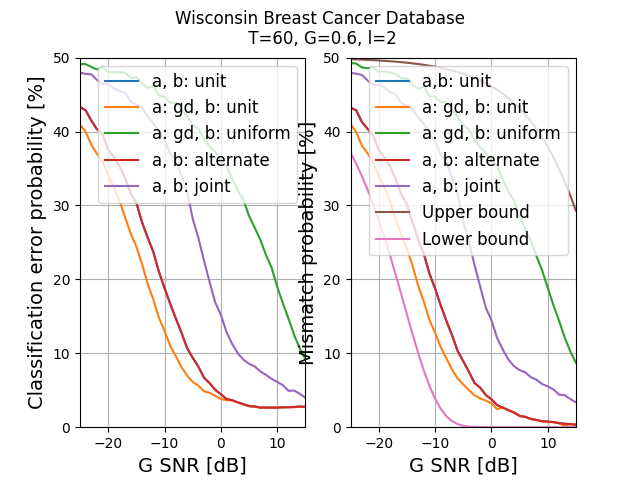 Wisconsin Breast Cancer Database
T=60, G=0.6, l=2
Classification error probability [%]
50
40
30
20
10
0
a, b: unit
a: gd, b: unit
a: gd, b: uniform
a, b: alternate
a, b: joint
−20
−10
0
10
G SNR [dB]
Mismatch probability [%]
50
40
30
20
10
0
a,b: unit
a: gd, b: unit
a: gd, b: uniform
a, b: alternate
a, b: joint
Upper bound
Lower bound
−20
−10
0
10
G SNR [dB]